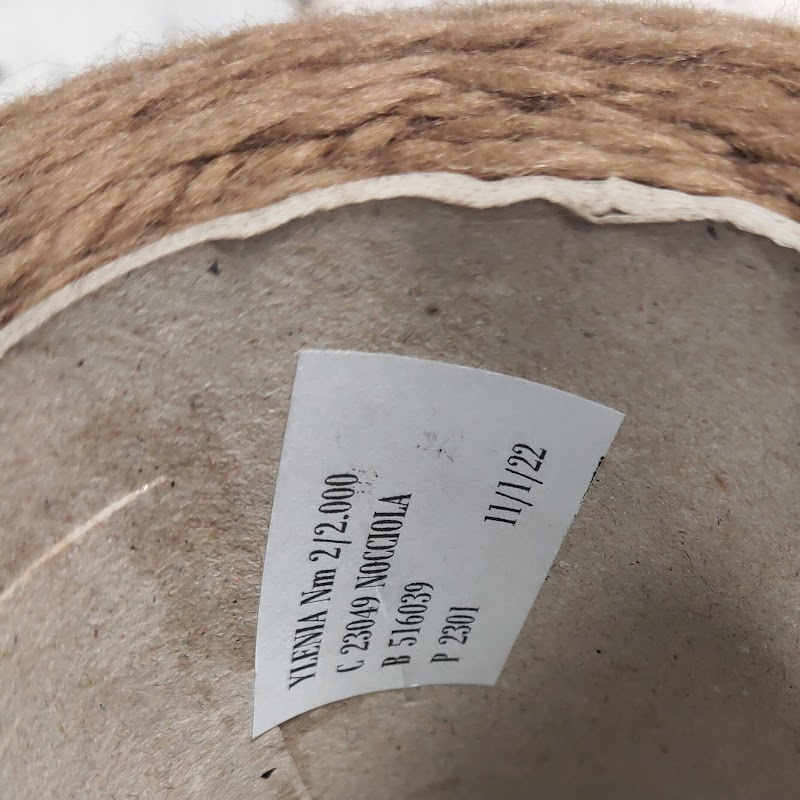 YLENIA Nm 2/2.000
C 23049 NOCCIOLA
B 516039
P 2301
11/1/22